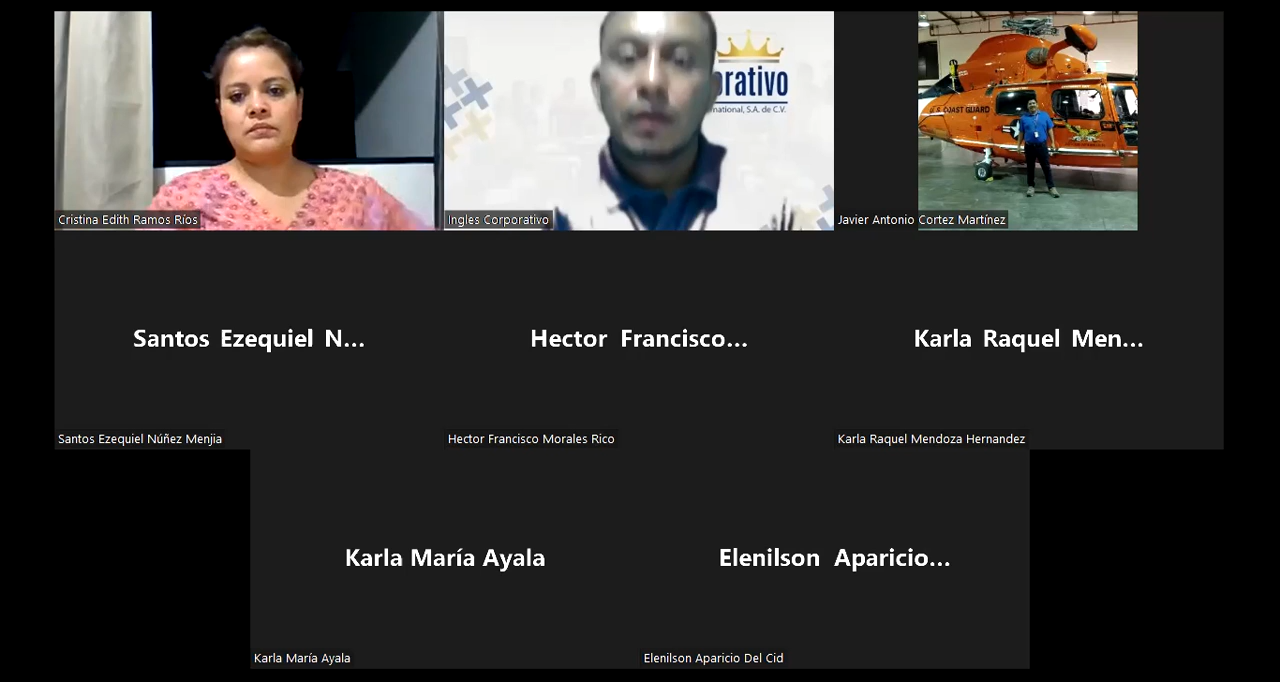 orativo
national, S.A. de C.V.
U.S. COAST GUARD
Cristina Edith Ramos Ríos
Ingles Corporativo
Javier Antonio Cortez Martínez
Santos Ezequiel N...
Hector Francisco...
Karla Raquel Men...
Santos Ezequiel Núñez Menjia
Hector Francisco Morales Rico
Karla Raquel Mendoza Hernandez
Karla María Ayala
Elenilson Aparicio...
Karla María Ayala
Elenilson Aparicio Del Cid